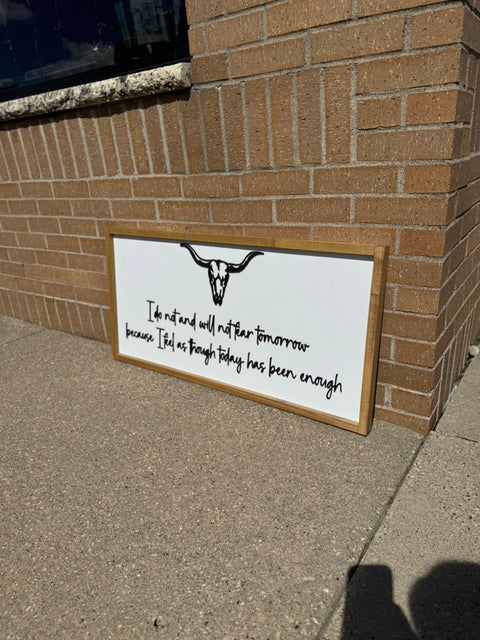 I do not and will not fear tomorrow
because I feel as though today has been enough